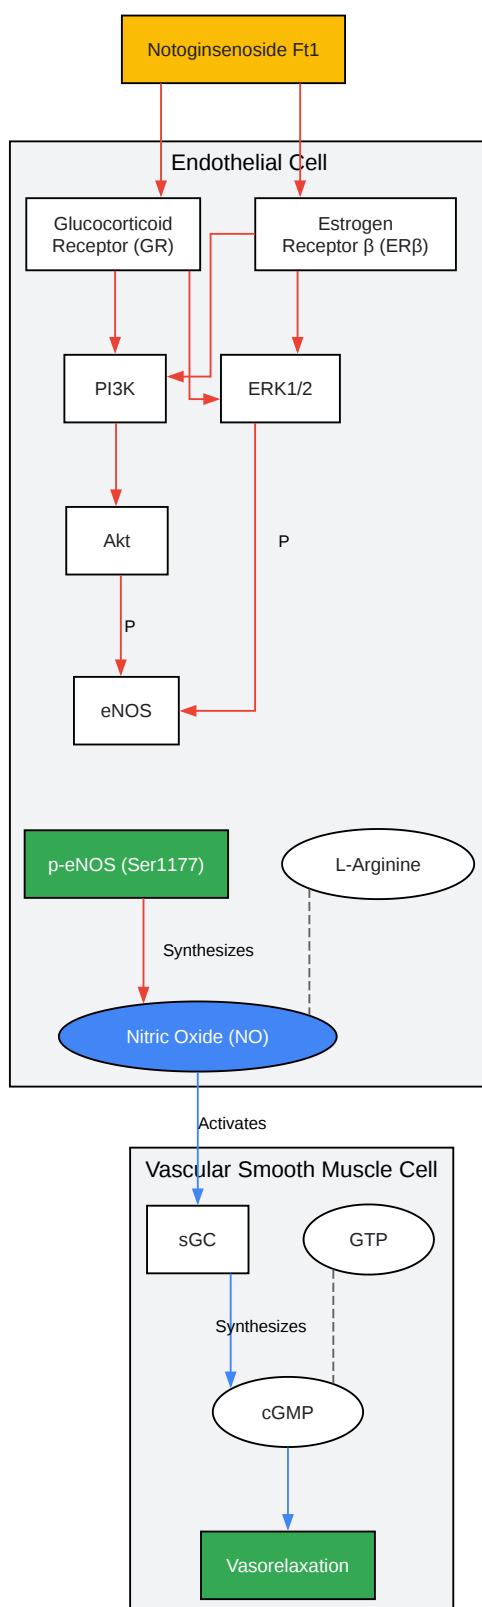 Notoginsenoside Ft1
Endothelial Cell
Glucocorticoid
Receptor (GR)
Estrogen
Receptor β (ERβ)
PI3K
ERK1/2
Akt
P
P
eNOS
p-eNOS (Ser1177)
L-Arginine
Synthesizes
Nitric Oxide (NO)
Activates
Vascular Smooth Muscle Cell
sGC
GTP
Synthesizes
cGMP
Vasorelaxation